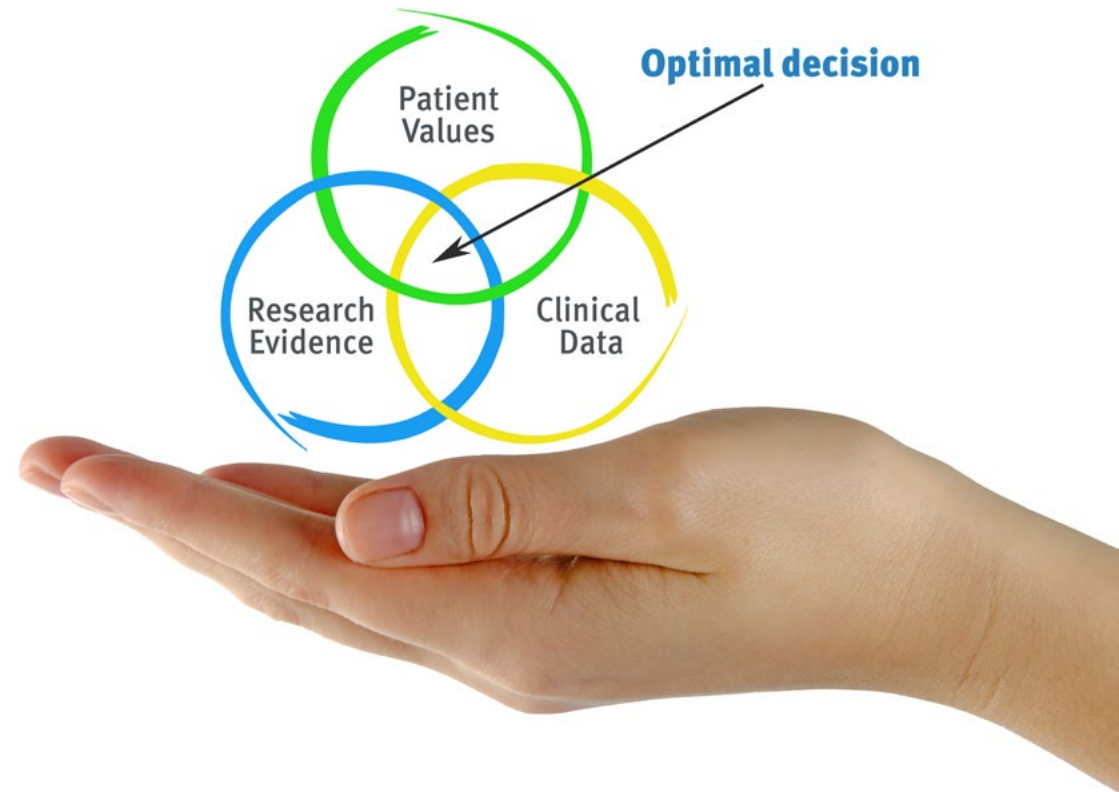 Optimal decision
Patient
Values
Research
Evidence
Clinical
Data